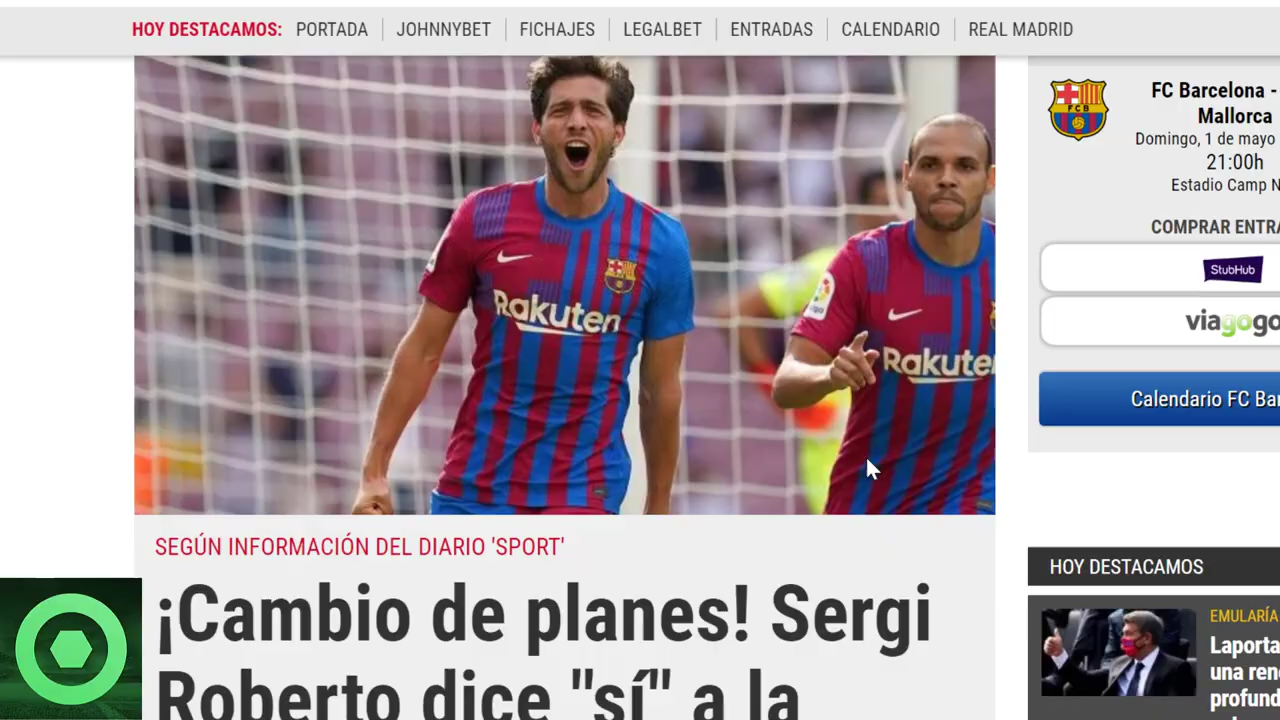 HOY DESTACAMOS: PORTADA JOHNNYBET FICHAJES LEGALBET ENTRADAS CALENDARIO REAL MADRID
FCB
Rakuten
Rakuten
SEGÚN INFORMACIÓN DEL DIARIO 'SPORT'
¡Cambio de planes! Sergi
Roberto dice "sí" a la
FC Barcelona -
Mallorca
Domingo, 1 de mayo
21:00h
Estadio Camp N
COMPRAR ENTRA
StubHub
viagogo
Calendario FC Bar
HOY DESTACAMOS
EMULARÍA
Laporta
una ren
profund